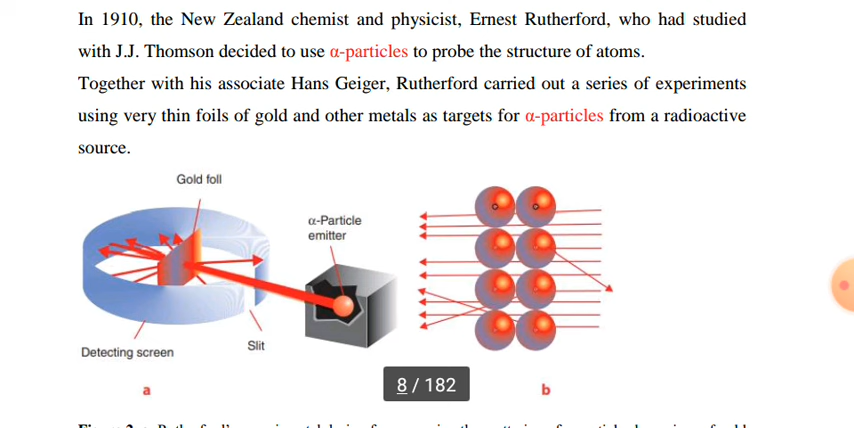 In 1910, the New Zealand chemist and physicist, Ernest Rutherford, who had studied
with J.J. Thomson decided to use α-particles to probe the structure of atoms.
Together with his associate Hans Geiger, Rutherford carried out a series of experiments
using very thin foils of gold and other metals as targets for α-particles from a radioactive
source.
Gold foll
α-Particle
emitter
Detecting screen
Slit
a
8 / 182
b